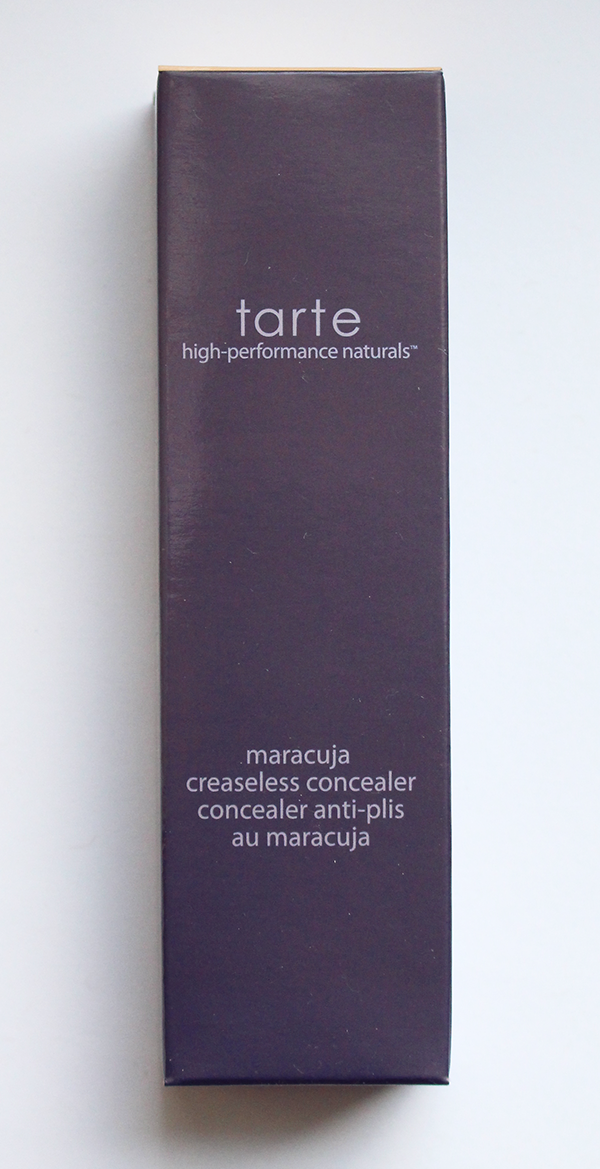 tarte
high-performance naturals™
maracuja
creaseless concealer
concealer anti-plis
au maracuja